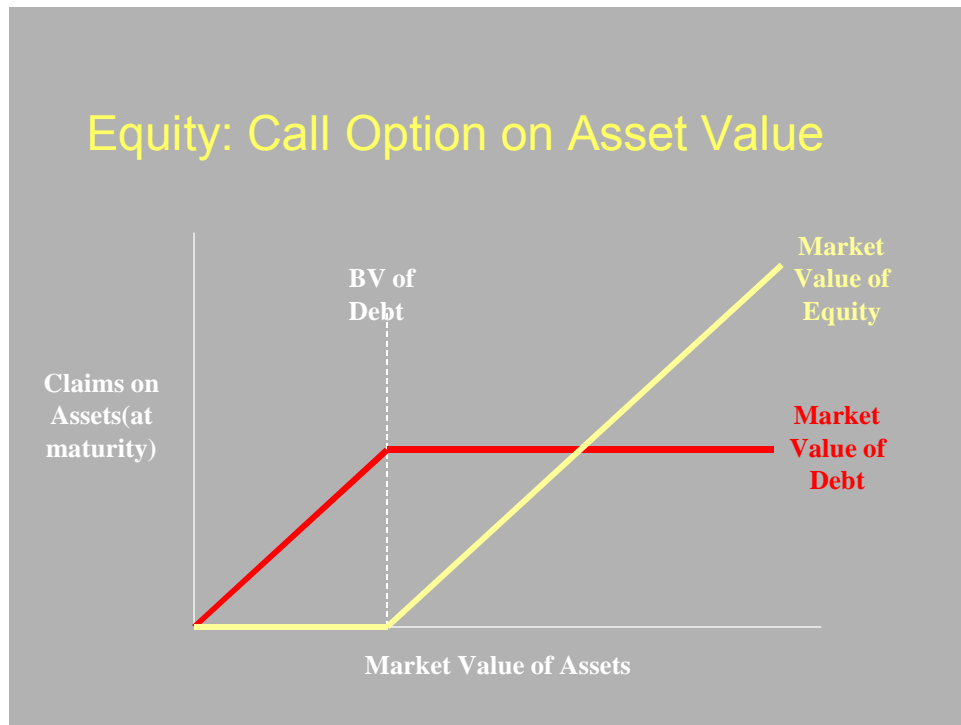 Equity: Call Option on Asset Value
BV of
Debt
Market
Value of
Equity
Claims on
Assets(at
maturity)
Market
Value of
Debt
Market Value of Assets